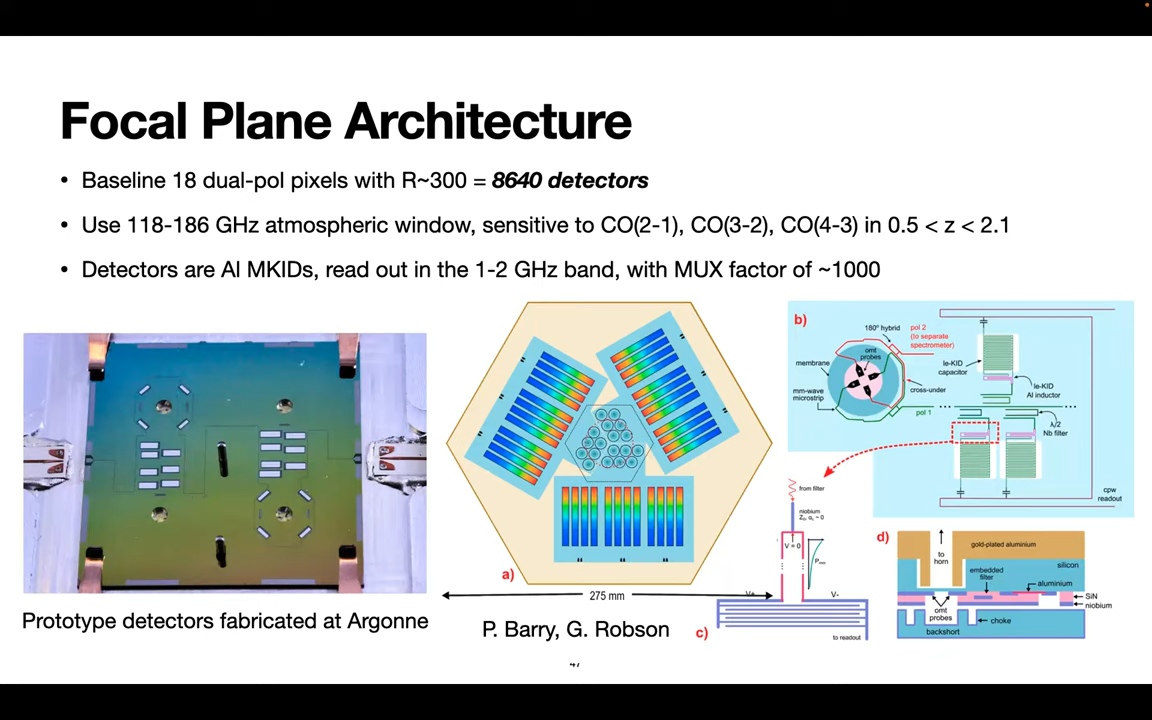 Focal Plane Architecture
• Baseline 18 dual-pol pixels with R~300 = 8640 detectors
• Use 118-186 GHz atmospheric window, sensitive to CO(2-1), CO(3-2), CO(4-3) in 0.5 < z < 2.1
• Detectors are Al MKIDs, read out in the 1-2 GHz band, with MUX factor of ~1000
Prototype detectors fabricated at Argonne
a)
275 mm
P. Barry, G. Robson
b)
180º hybrid
pol 2
(to separate
spectrometer)
omt
probes
membrane
mm-wave
microstrip
cross-under
pol 1
le-KID
capacitor
le-KID
Al inductor
λ/2
Nb filter
cpw
readout
from filter
niobium
V = 0
V-
to readout
c)
d)
to
horn
gold-plated aluminium
silicon
embedded
filter
aluminium
SiN
niobium
omt
probes
choke
backshort